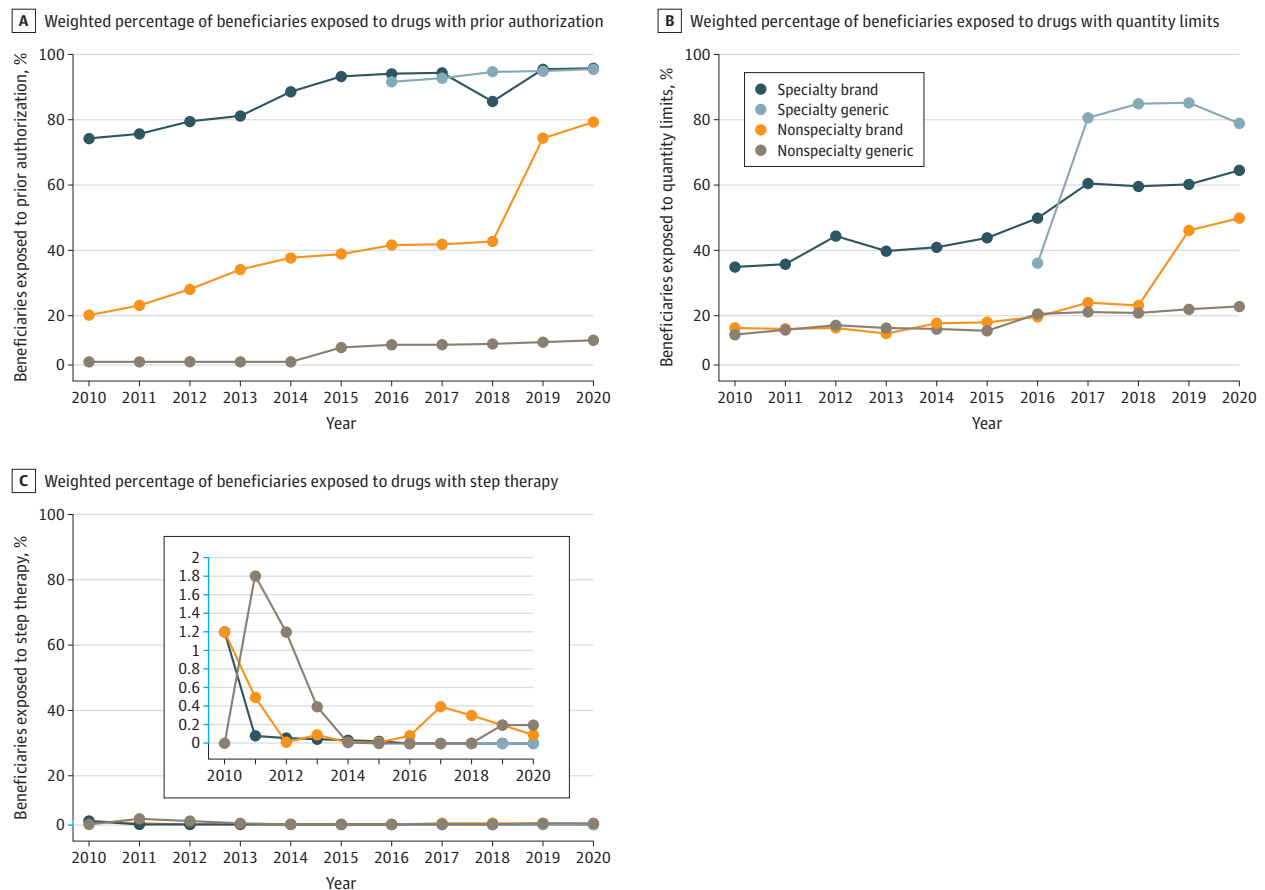 A Weighted percentage of beneficiaries exposed to drugs with prior authorization
Beneficiaries exposed to prior authorization, %
100
80
60
40
20
0
2010 2011 2012 2013 2014 2015 2016 2017 2018 2019 2020
Year
B Weighted percentage of beneficiaries exposed to drugs with quantity limits
Beneficiaries exposed to quantity limits, %
100
80
60
40
20
0
Specialty brand
Specialty generic
Nonspecialty brand
Nonspecialty generic
2010 2011 2012 2013 2014 2015 2016 2017 2018 2019 2020
Year
C Weighted percentage of beneficiaries exposed to drugs with step therapy
Beneficiaries exposed to step therapy, %
100
80
60
40
20
0
2
1.8
1.6
1.4
1.2
1
0.8
0.6
0.4
0.2
0
2010 2012 2014 2016 2018 2020
2010 2011 2012 2013 2014 2015 2016 2017 2018 2019 2020
Year